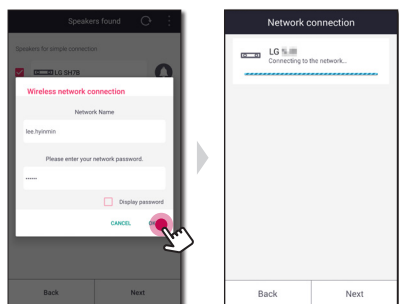 Speakers found
Speakers for simple connection
LG SH7B
Wireless network connection
Network Name
lee.hyinmin
Please enter your network password.
......
Display password
CANCEL
Back
Next
Network connection
LG
Connecting to the network...
Back
Next